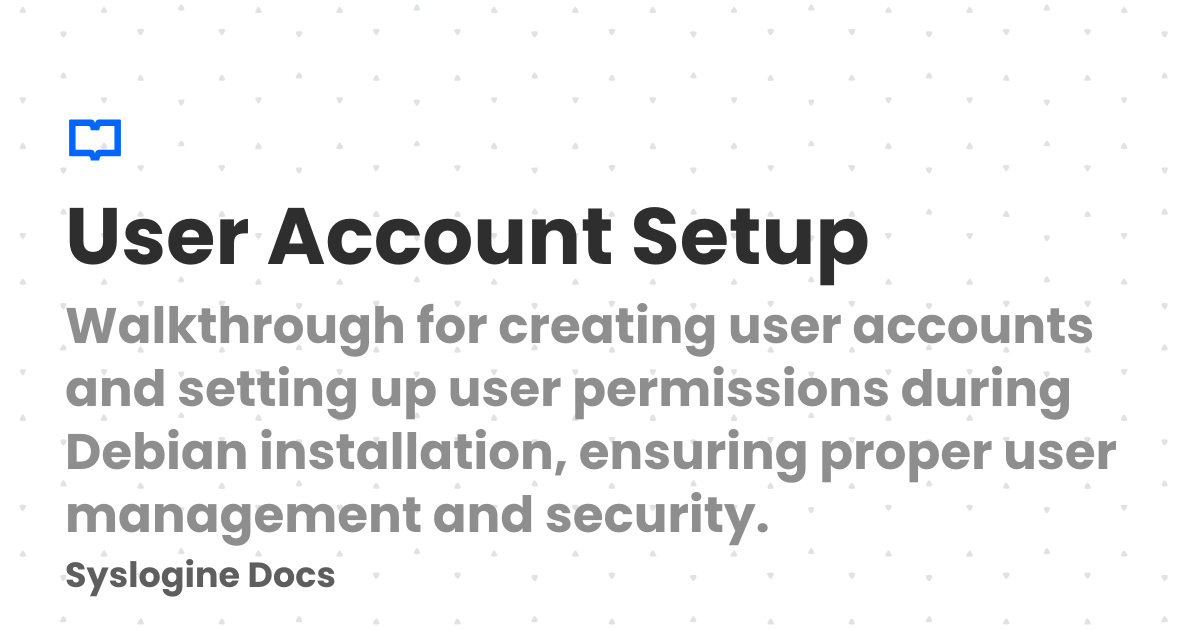 User Account Setup
Walkthrough for creating user accounts
and setting up user permissions during
Debian installation, ensuring proper user
management and security.
Syslogine Docs